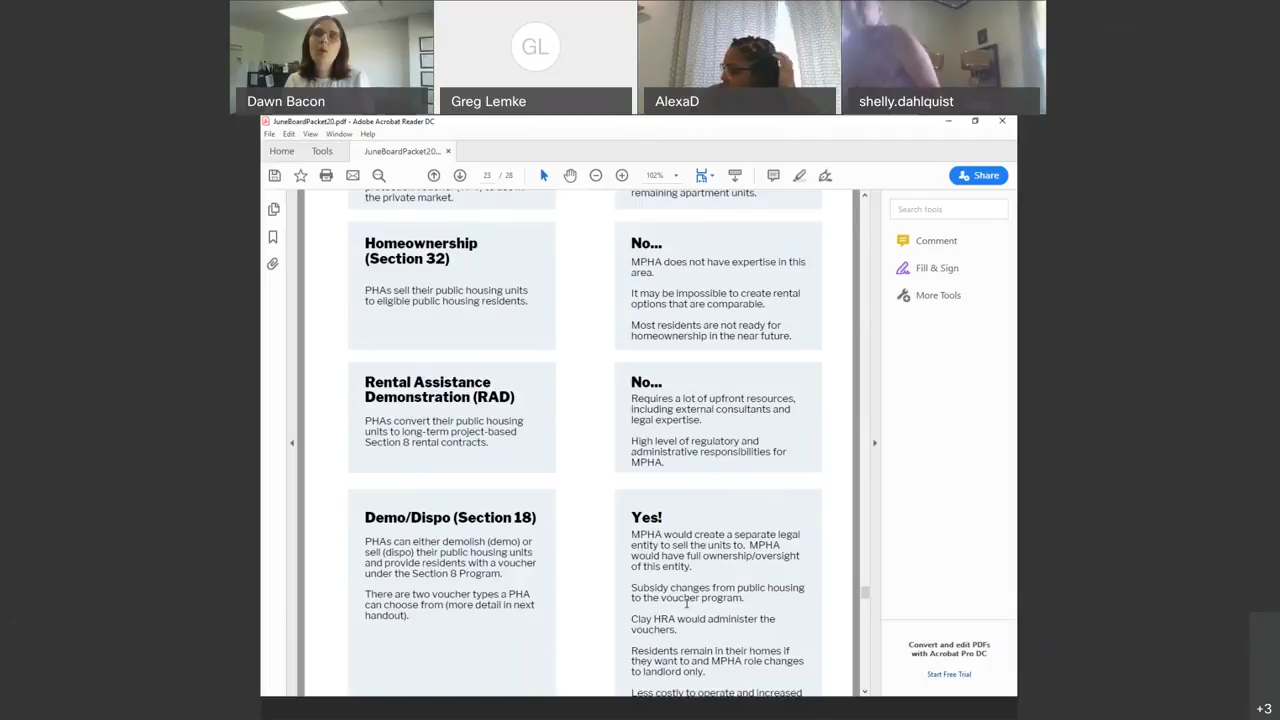 GL
Dawn Bacon
Greg Lemke
AlexaD
shelly.dahlquist
JuneBoardPacket20.pdf - Adobe Acrobat Reader DC
File Edit View Window Help
Home Tools JuneBoardPacket20... ×
23 / 28
102%
Share
the private market.
remaining apartment units.
Homeownership
(Section 32)
PHAs sell their public housing units
to eligible public housing residents.
No...
MPHA does not have expertise in this
area.
It may be impossible to create rental
options that are comparable.
Most residents are not ready for
homeownership in the near future.
Rental Assistance
Demonstration (RAD)
PHAs convert their public housing
units to long-term project-based
Section 8 rental contracts.
No...
Requires a lot of upfront resources,
including external consultants and
legal expertise.
High level of regulatory and
administrative responsibilities for
MPHA.
Demo/Dispo (Section 18)
PHAs can either demolish (demo) or
sell (dispo) their public housing units
and provide residents with a voucher
under the Section 8 Program.
There are two voucher types a PHA
can choose from (more detail in next
handout).
Yes!
MPHA would create a separate legal
entity to sell the units to. MPHA
would have full ownership/oversight
of this entity.
Subsidy changes from public housing
to the voucher program.
Clay HRA would administer the
vouchers.
Residents remain in their homes if
they want to and MPHA role changes
to landlord only.
Less costly to operate and increased
Search tools
Comment
Fill & Sign
More Tools
Convert and edit PDFs
with Acrobat Pro DC
Start Free Trial
+3